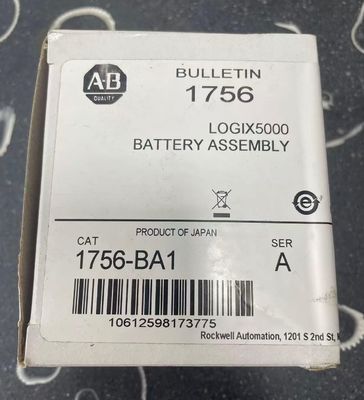 A-B
QUALITY
BULLETIN
1756
LOGIX5000
BATTERY ASSEMBLY
PRODUCT OF JAPAN
CAT
SER
1756-BA1
A
10612598173775
Rockwell Automation, 1201 S 2nd St,